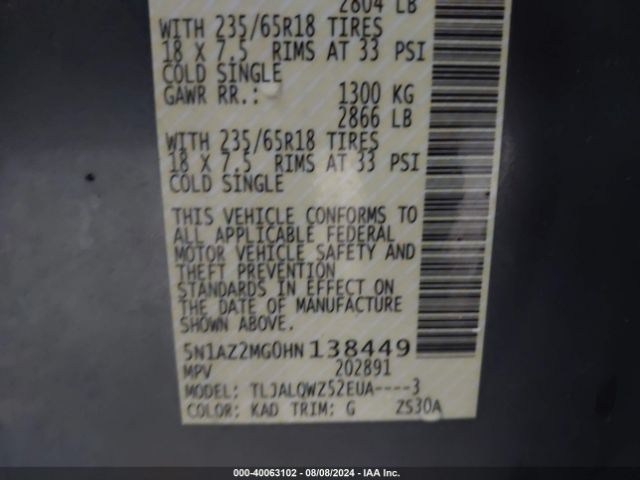 2804 LB
WITH 235/65R18 TIRES
18 X 7.5 RIMS AT 33 PSI
COLD SINGLE
GAWR RR.: 1300 KG
2866 LB
WITH 235/65R18 TIRES
18 X 7.5 RIMS AT 33 PSI
COLD SINGLE
THIS VEHICLE CONFORMS TO
ALL APPLICABLE FEDERAL
MOTOR VEHICLE SAFETY AND
THEFT PREVENTION
STANDARDS IN EFFECT ON
THE DATE OF MANUFACTURE
SHOWN ABOVE.
5N1AZ2MG0HN138449
MPV 202891
MODEL: TLJALQWZ52EUA----3
COLOR: KAD TRIM: G ZS30A
000-40063102 - 08/08/2024 - IAA Inc.